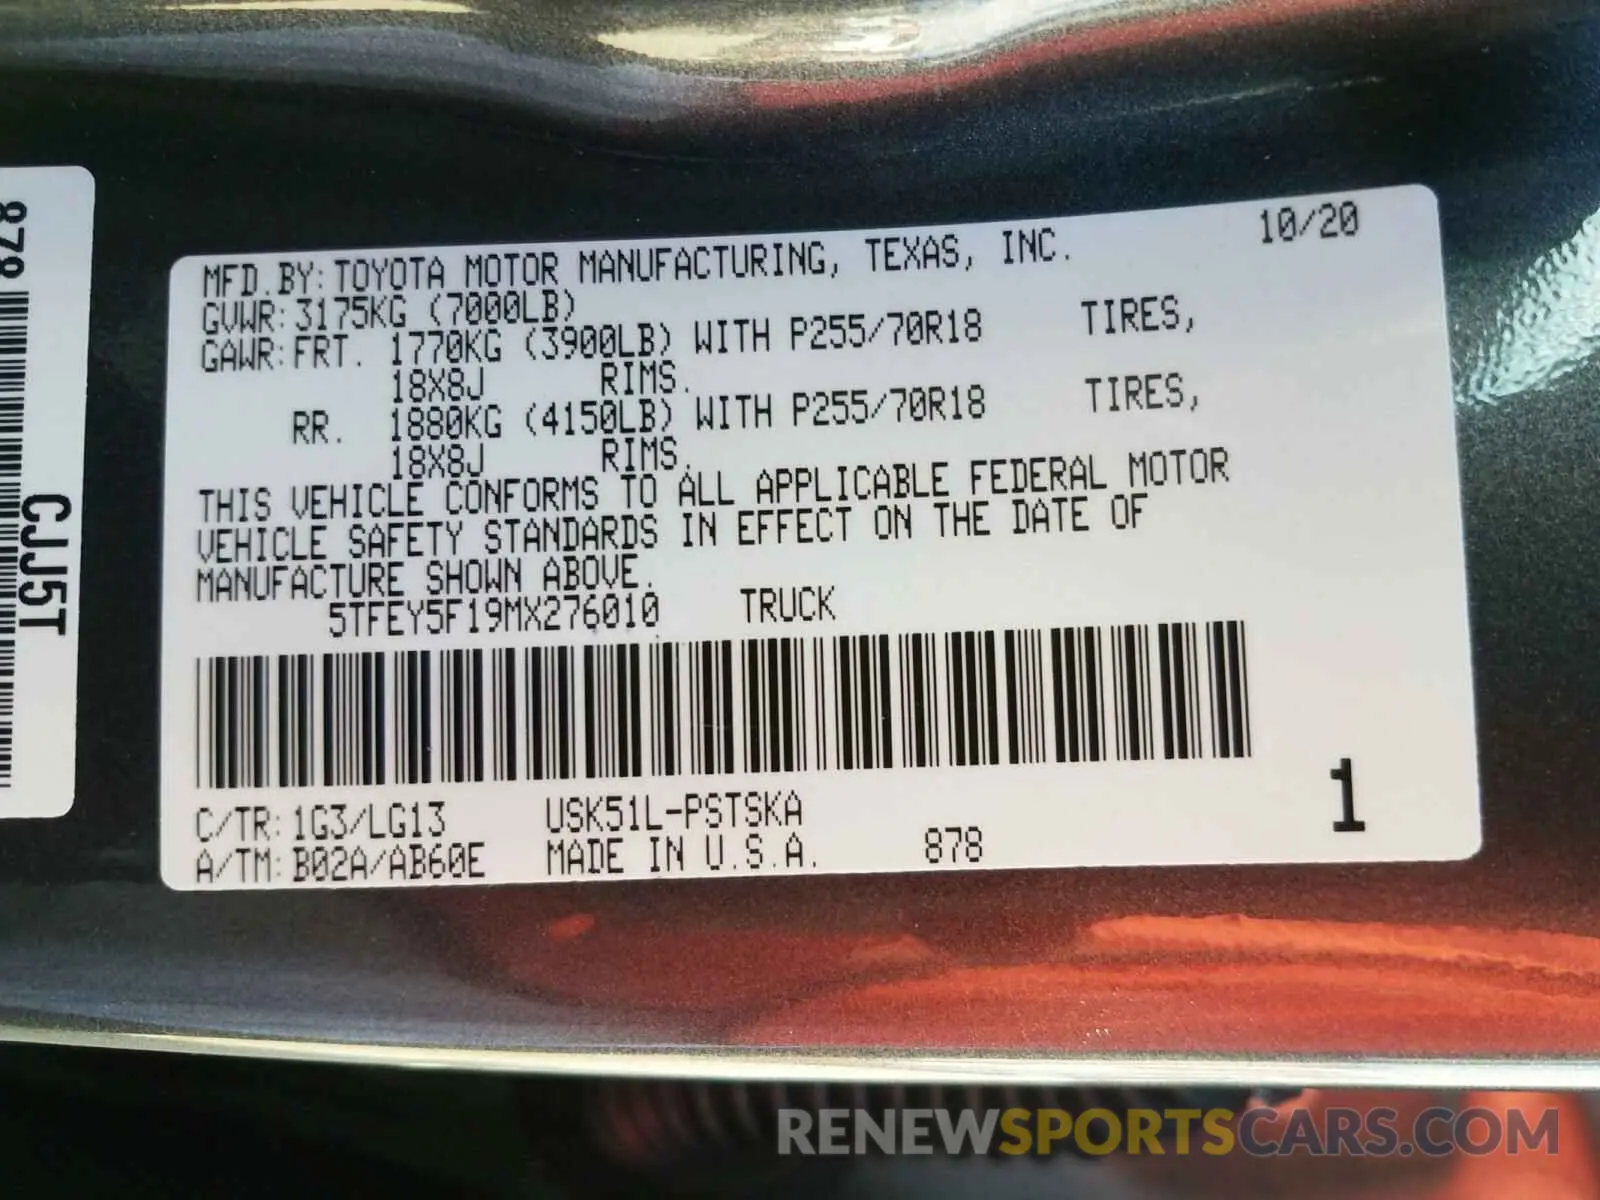 878
CJJ5T
MFD.BY:TOYOTA MOTOR MANUFACTURING, TEXAS, INC. 10/20
GVWR:3175KG (7000LB)
GAWR:FRT. 1770KG (3900LB) WITH P255/70R18 TIRES,
18X8J RIMS.
RR. 1880KG (4150LB) WITH P255/70R18 TIRES,
18X8J RIMS.
THIS VEHICLE CONFORMS TO ALL APPLICABLE FEDERAL MOTOR
VEHICLE SAFETY STANDARDS IN EFFECT ON THE DATE OF
MANUFACTURE SHOWN ABOVE.
5TFEY5F19MX276010 TRUCK
C/TR:1G3/LG13 USK51L-PSTSKA
A/TM:B02A/AB60E MADE IN U.S.A. 878
1
RENEWSPORTSCARS.COM